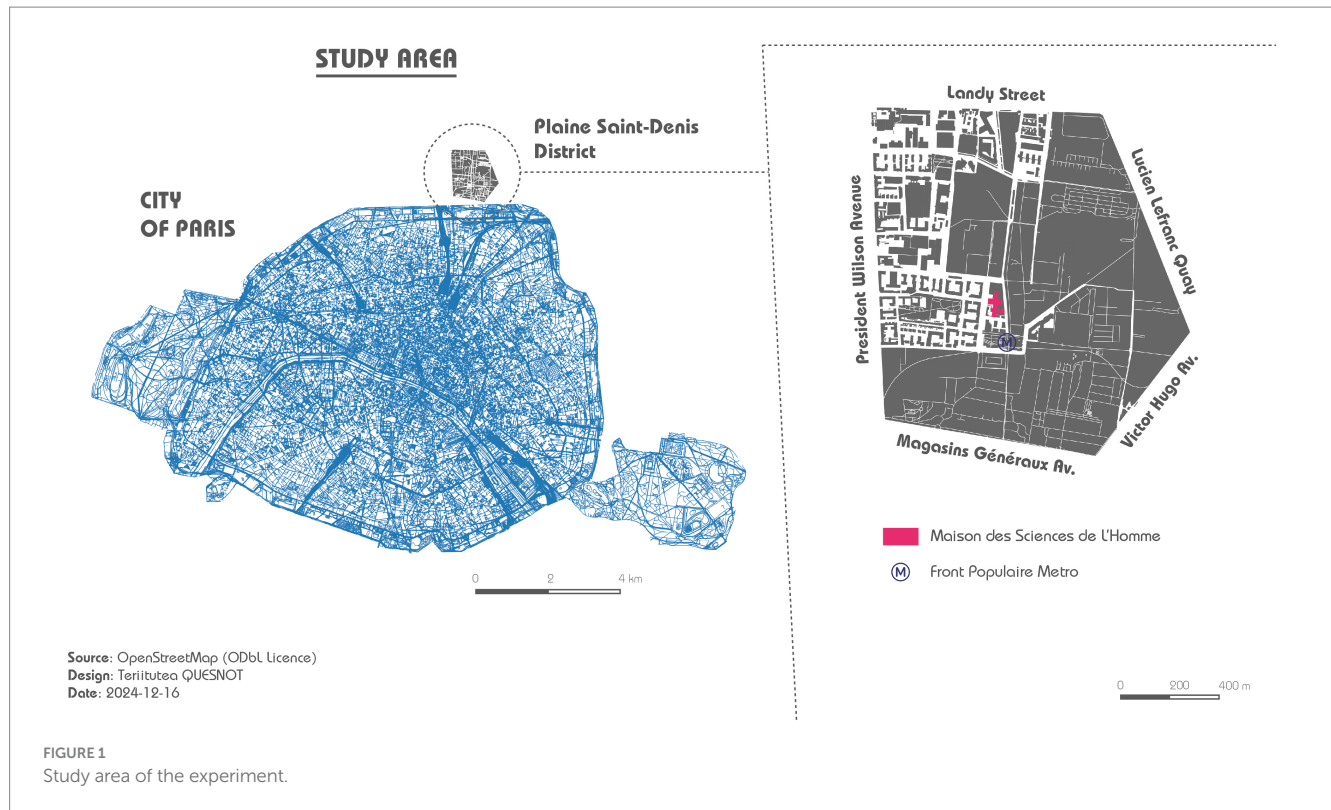 STUDY AREA
Plaine Saint-Denis
District
CITY
OF PARIS
0 2 4 km
Source: OpenStreetMap (ODbL Licence)
Design: Teriitutea QUESNOT
Date: 2024-12-16
Landy Street
President Wilson Avenue
Lucien Lefranc Quay
M
Victor Hugo Av.
Magasins Généraux Av.
Maison des Sciences de L'Homme
M Front Populaire Metro
0 200 400 m
FIGURE 1
Study area of the experiment.